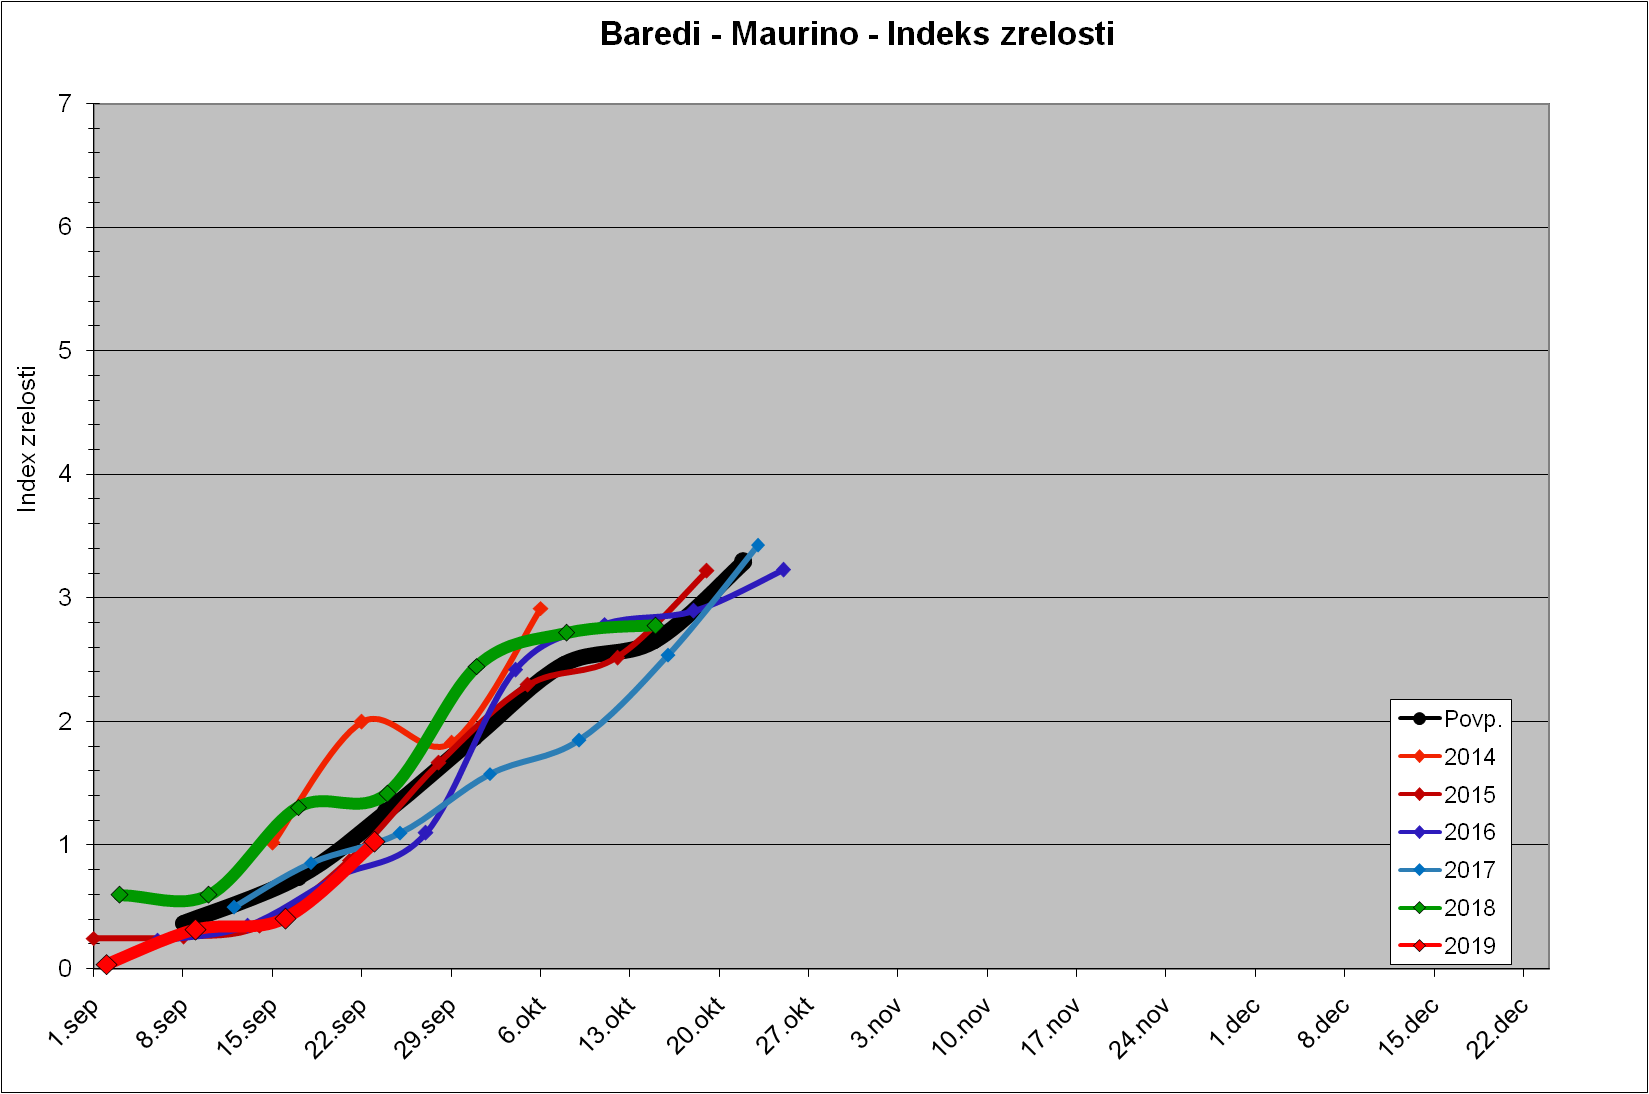 Baredi - Maurino - Indeks zrelosti
7
6
5
4
3
2
1
0
Index zrelosti
1.sep
8.sep
15.sep
22.sep
29.sep
6.okt
13.okt
20.okt
27.okt
3.nov
10.nov
17.nov
24.nov
1.dec
8.dec
15.dec
22.dec
Povp.
2014
2015
2016
2017
2018
2019